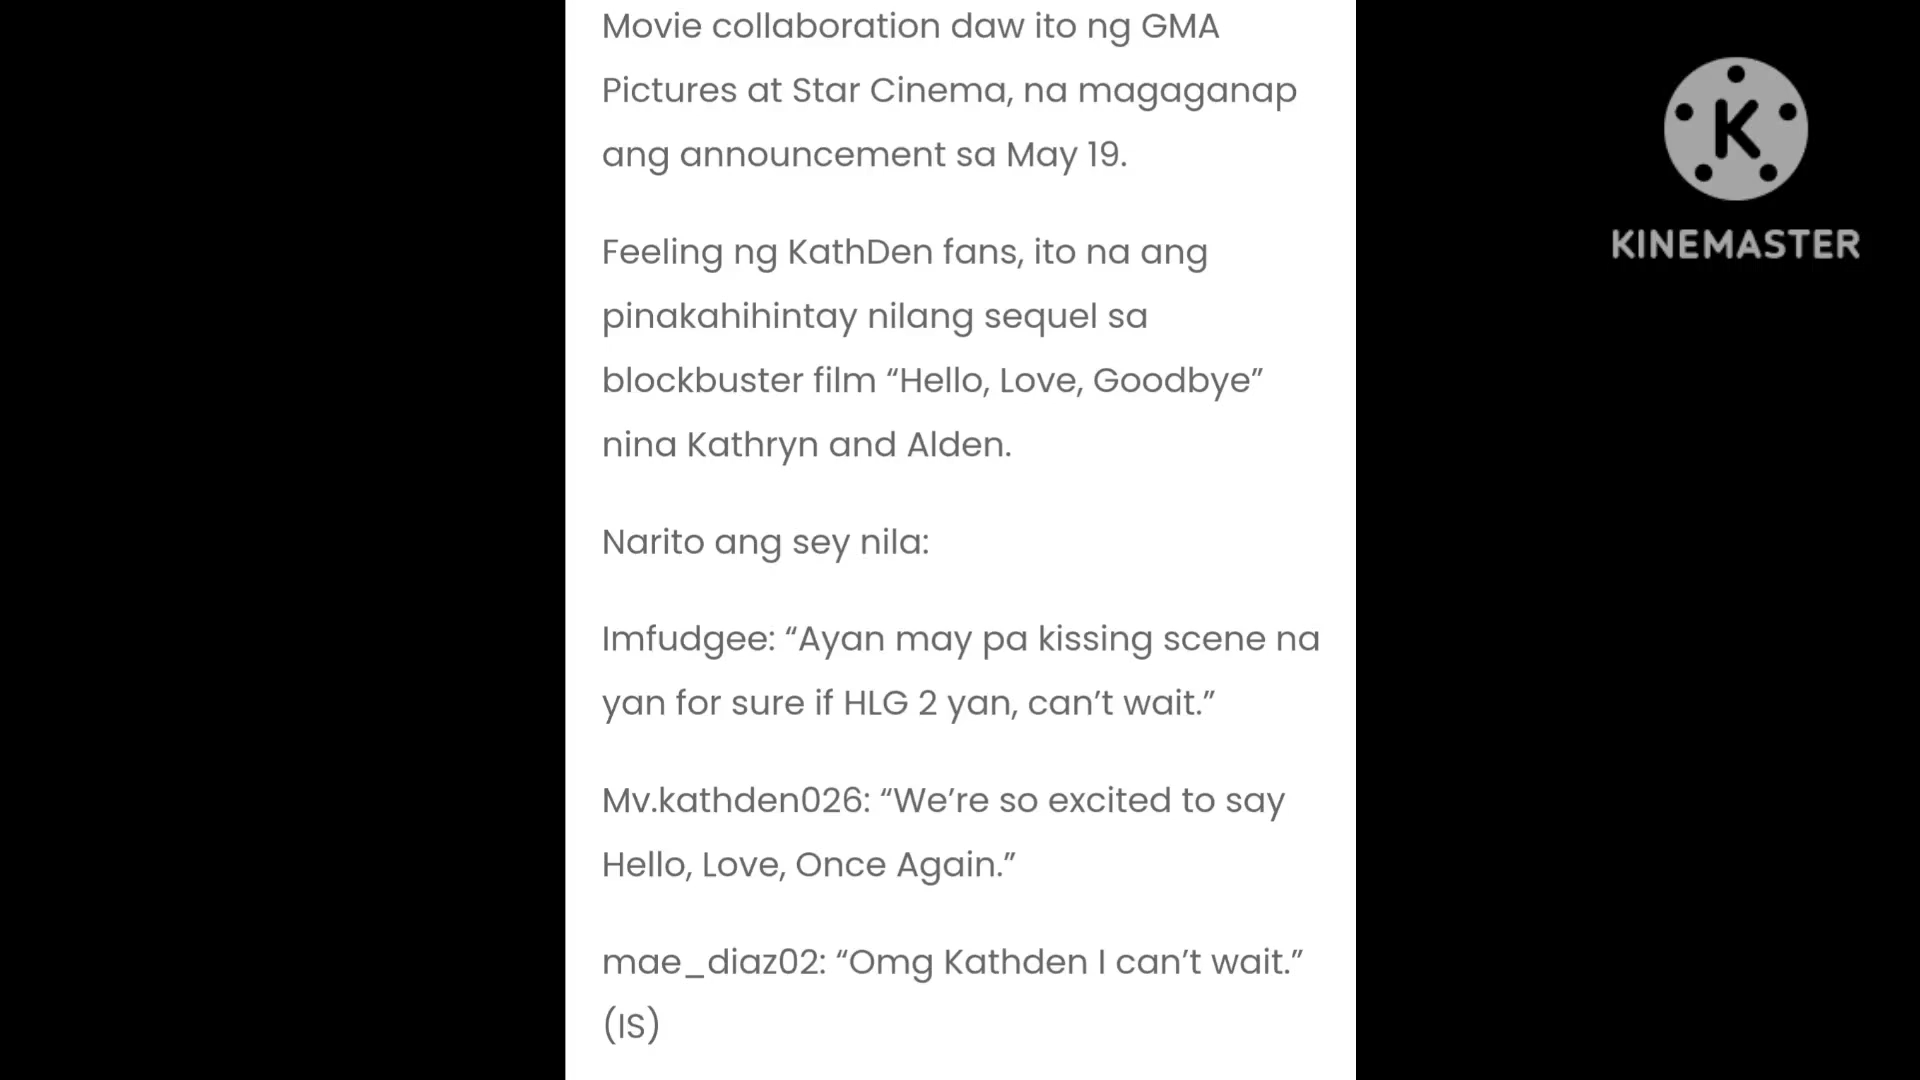 Movie collaboration daw ito ng GMA
Pictures at Star Cinema, na magaganap
ang announcement sa May 19.
Feeling ng KathDen fans, ito na ang
pinakahihintay nilang sequel sa
blockbuster film “Hello, Love, Goodbye”
nina Kathryn and Alden.
Narito ang sey nila:
Imfudgee: “Ayan may pa kissing scene na
yan for sure if HLG 2 yan, can’t wait.”
Mv.kathden026: “We’re so excited to say
Hello, Love, Once Again.”
mae_diaz02: “Omg Kathden I can’t wait.”
(IS)
K
KINEMASTER